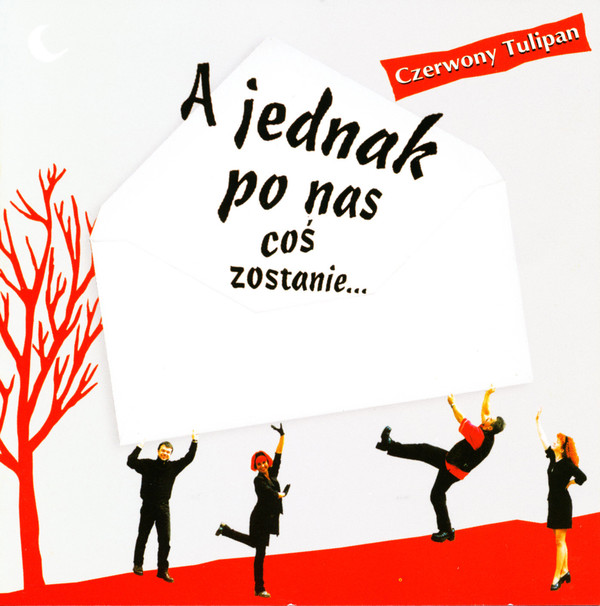 Czerwony Tulipan
A jednak
po nas
coś
zostanie...